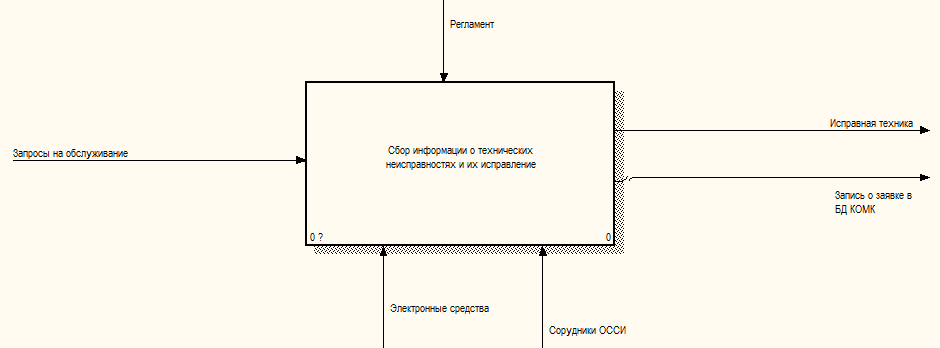 Регламент
Исправная техника
Запросы на обслуживание
Сбор информации о технических
неисправностях и их исправление
Запись о заявке в
БД КОМК
0 ?
0
Электронные средства
Сорудники ОССИ